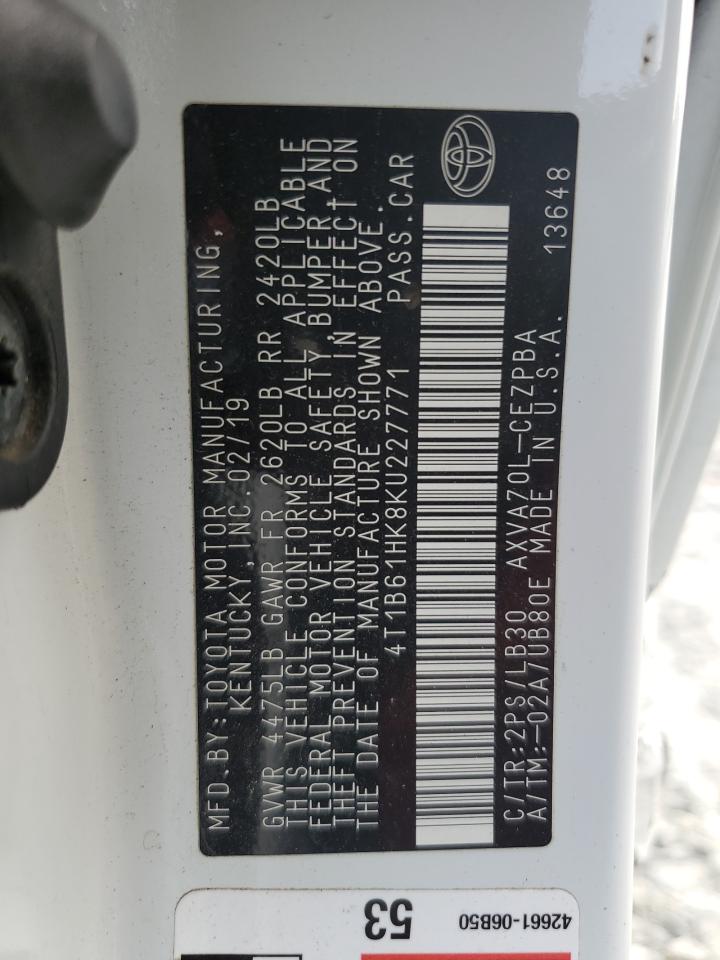 MFD.BY:TOYOTA MOTOR MANUFACTURING,
KENTUCKY,INC.02/19
GVWR 4475LB GAWR FR 2620LB RR 2420LB
THIS VEHICLE CONFORMS TO ALL APPLICABLE
FEDERAL MOTOR VEHICLE SAFETY, BUMPER,AND
THEFT PREVENTION STANDARDS IN EFFECT ON
THE DATE OF MANUFACTURE SHOWN ABOVE.
4T1B61HK8KU227771 PASS.CAR
C/TR:2PS/LB30 AXVA70L-CEZPBA
A/TM:-02A/UB80E MADE IN U.S.A. 13648
53
42661-06B50